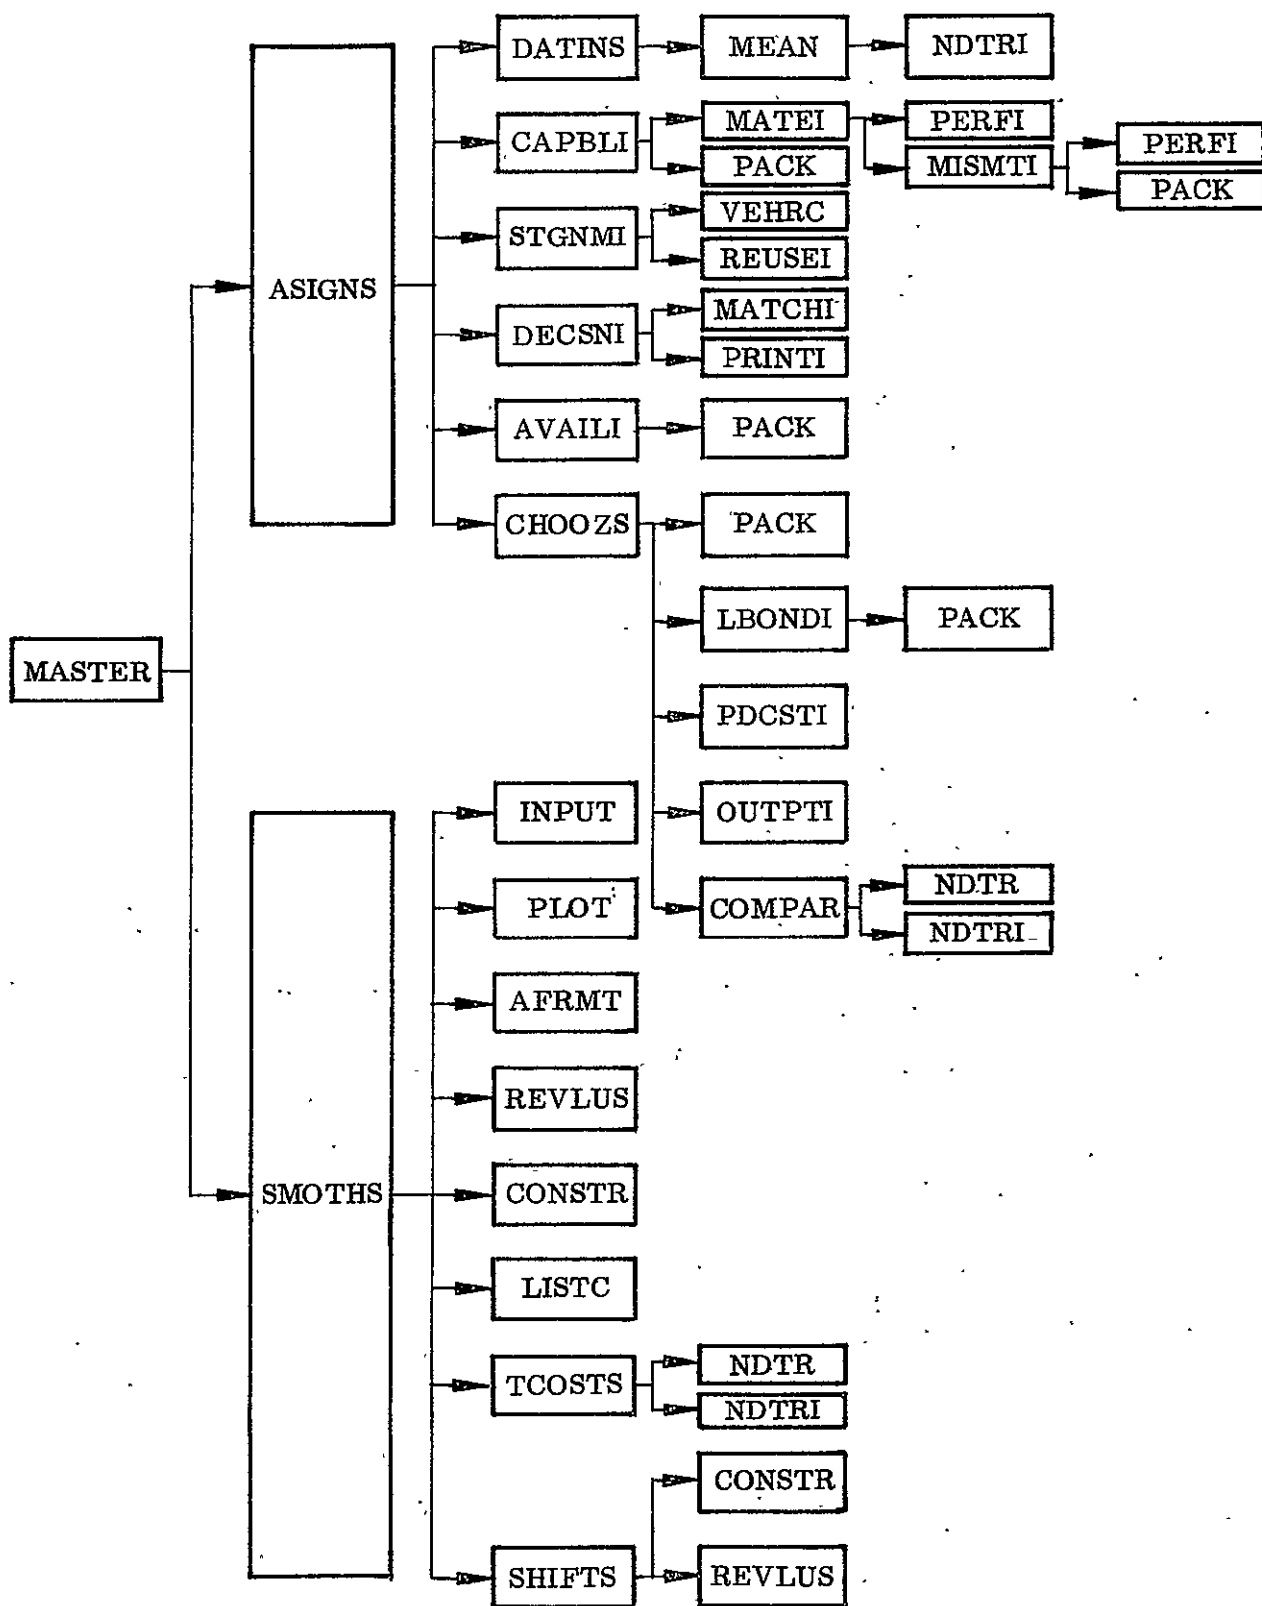 MASTER
ASIGNS
DATINS
MEAN
NDTRI
CAPBLI
MATEI
PERFI
MISMTI
PERFI
PACK
PACK
STGNMI
VEHRC
REUSEI
DECSNI
MATCHI
PRINTI
AVAILI
PACK
CHOOZS
PACK
LBONDI
PACK
PDCSTI
OUTPTI
COMPAR
NDTR
NDTRI
SMOTHS
INPUT
PLOT
AFRMT
REVLUS
CONSTR
LISTC
TCOSTS
NDTR
NDTRI
SHIFTS
CONSTR
REVLUS